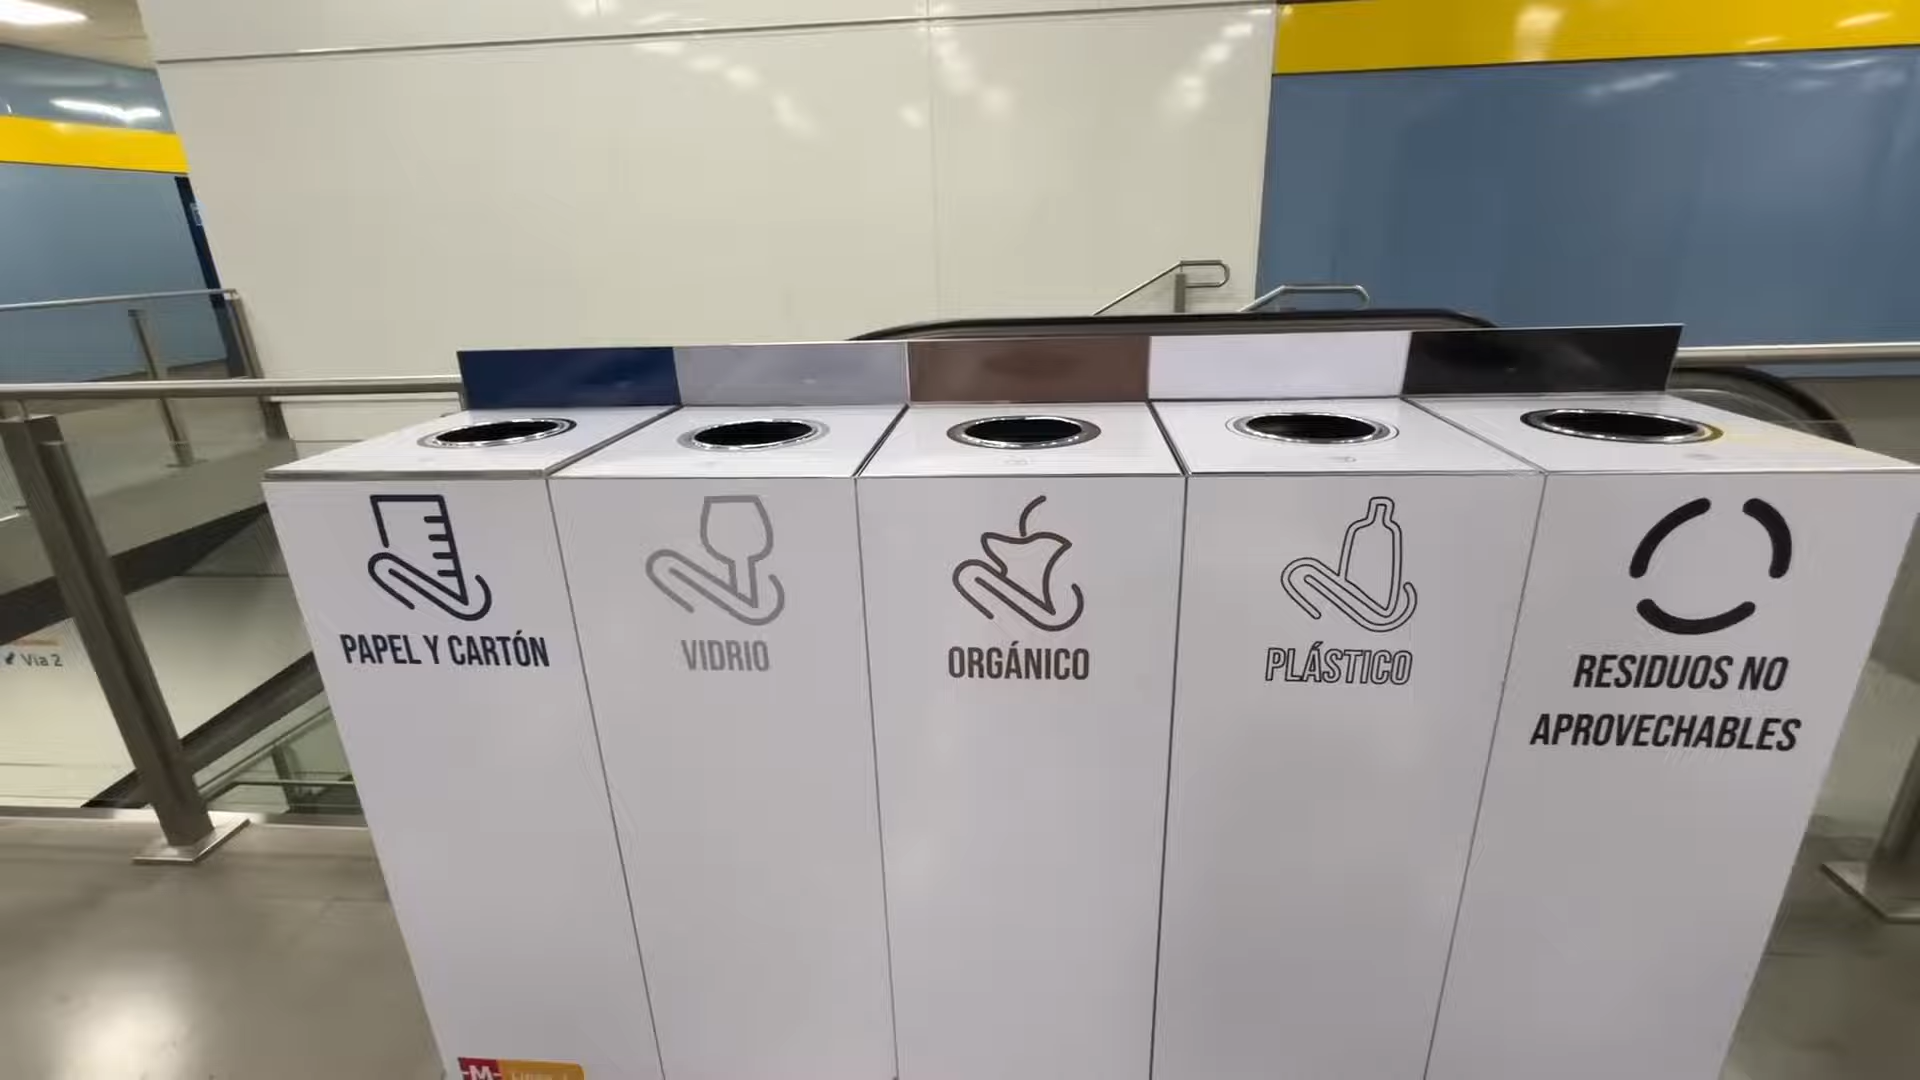 PAPEL Y CARTÓN
VIDRIO
ORGÁNICO
PLÁSTICO
RESIDUOS NO
APROVECHABLES
Vía 2
M